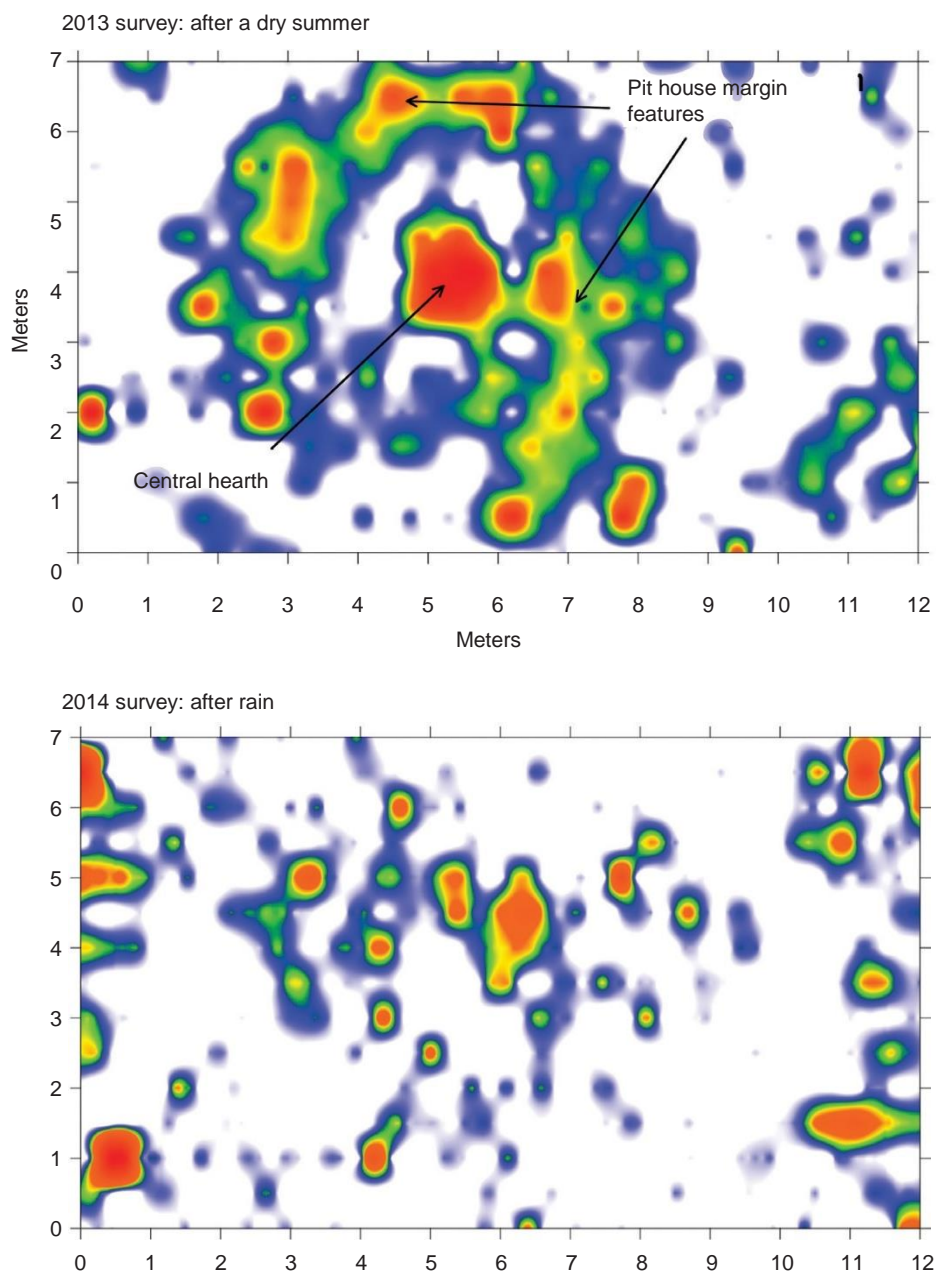 2013 survey: after a dry summer
7
6
5
4
3
2
1
0
Meters
Pit house margin
features
Central hearth
0 1 2 3 4 5 6 7 8 9 10 11 12
Meters
2014 survey: after rain
7
6
5
4
3
2
1
0
0 1 2 3 4 5 6 7 8 9 10 11 12